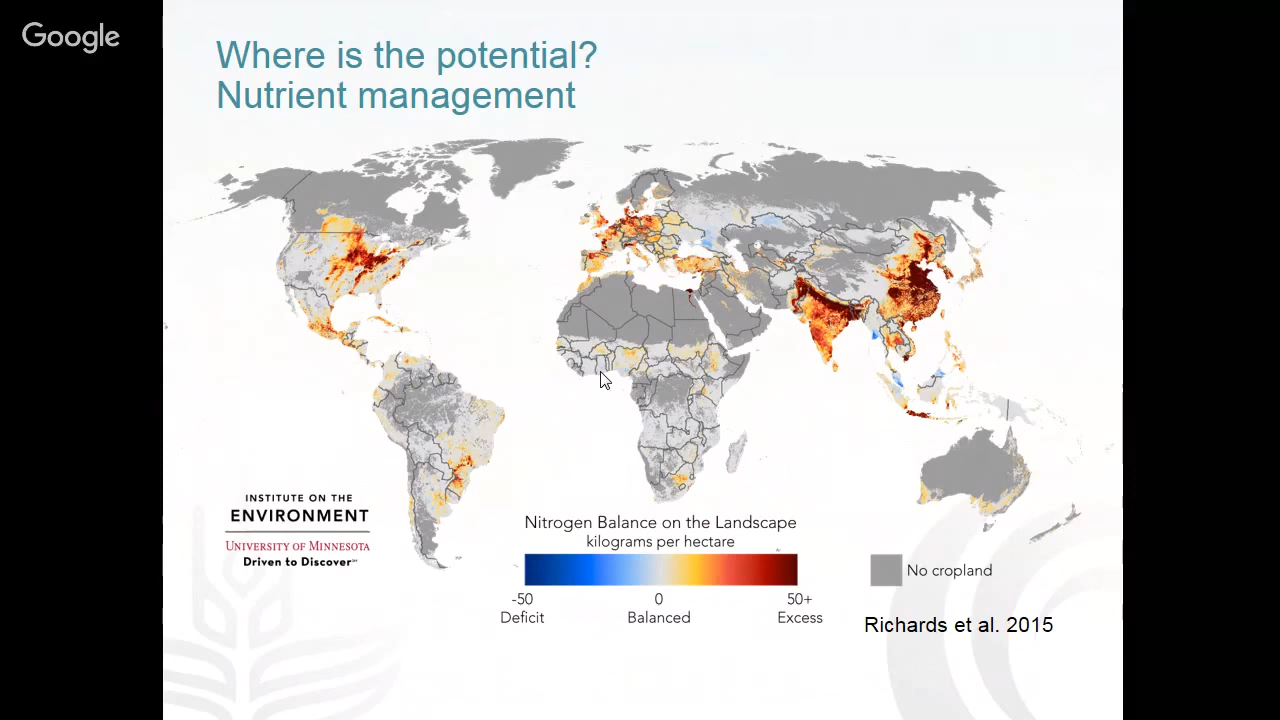 Google
Where is the potential?
Nutrient management
INSTITUTE ON THE
ENVIRONMENT
UNIVERSITY OF MINNESOTA
Driven to Discover℠
Nitrogen Balance on the Landscape
kilograms per hectare
-50
0
50+
Deficit
Balanced
Excess
No cropland
Richards et al. 2015